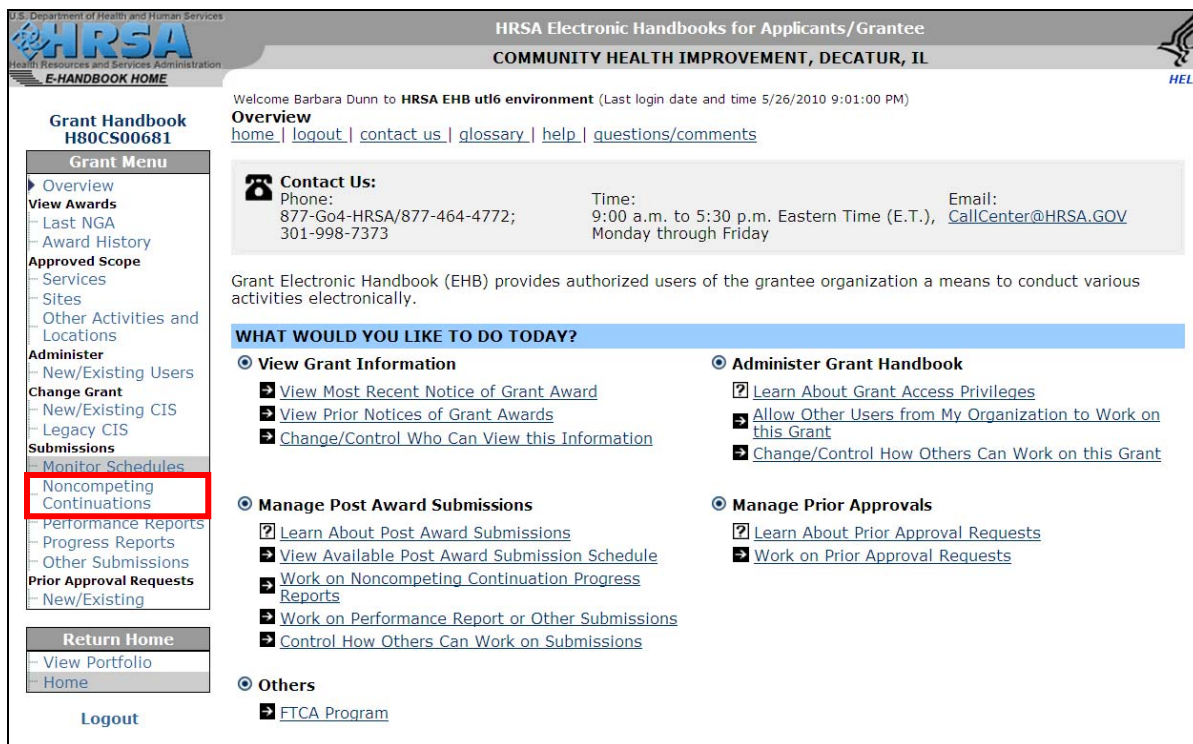 U.S. Department of Health and Human Services
HRSA
Health Resources and Services Administration
E-HANDBOOK HOME
HRSA Electronic Handbooks for Applicants/Grantee
COMMUNITY HEALTH IMPROVEMENT, DECATUR, IL
HEL
Grant Handbook
H80CS00681
Grant Menu
Overview
View Awards
Last NGA
Award History
Approved Scope
Services
Sites
Other Activities and
Locations
Administer
New/Existing Users
Change Grant
New/Existing CIS
Legacy CIS
Submissions
Monitor Schedules
Noncompeting
Continuations
Performance Reports
Progress Reports
Other Submissions
Prior Approval Requests
New/Existing
Return Home
View Portfolio
Home
Logout
Welcome Barbara Dunn to HRSA EHB utl6 environment (Last login date and time 5/26/2010 9:01:00 PM)
Overview
home | logout | contact us | glossary | help | questions/comments
Contact Us:
Phone:
877-Go4-HRSA/877-464-4772;
301-998-7373
Time:
9:00 a.m. to 5:30 p.m. Eastern Time (E.T.),
Monday through Friday
Email:
CallCenter@HRSA.GOV
Grant Electronic Handbook (EHB) provides authorized users of the grantee organization a means to conduct various
activities electronically.
WHAT WOULD YOU LIKE TO DO TODAY?
View Grant Information
View Most Recent Notice of Grant Award
View Prior Notices of Grant Awards
Change/Control Who Can View this Information
Administer Grant Handbook
? Learn About Grant Access Privileges
Allow Other Users from My Organization to Work on
this Grant
Change/Control How Others Can Work on this Grant
Manage Post Award Submissions
? Learn About Post Award Submissions
View Available Post Award Submission Schedule
Work on Noncompeting Continuation Progress
Reports
Work on Performance Report or Other Submissions
Control How Others Can Work on Submissions
Manage Prior Approvals
? Learn About Prior Approval Requests
Work on Prior Approval Requests
Others
FTCA Program